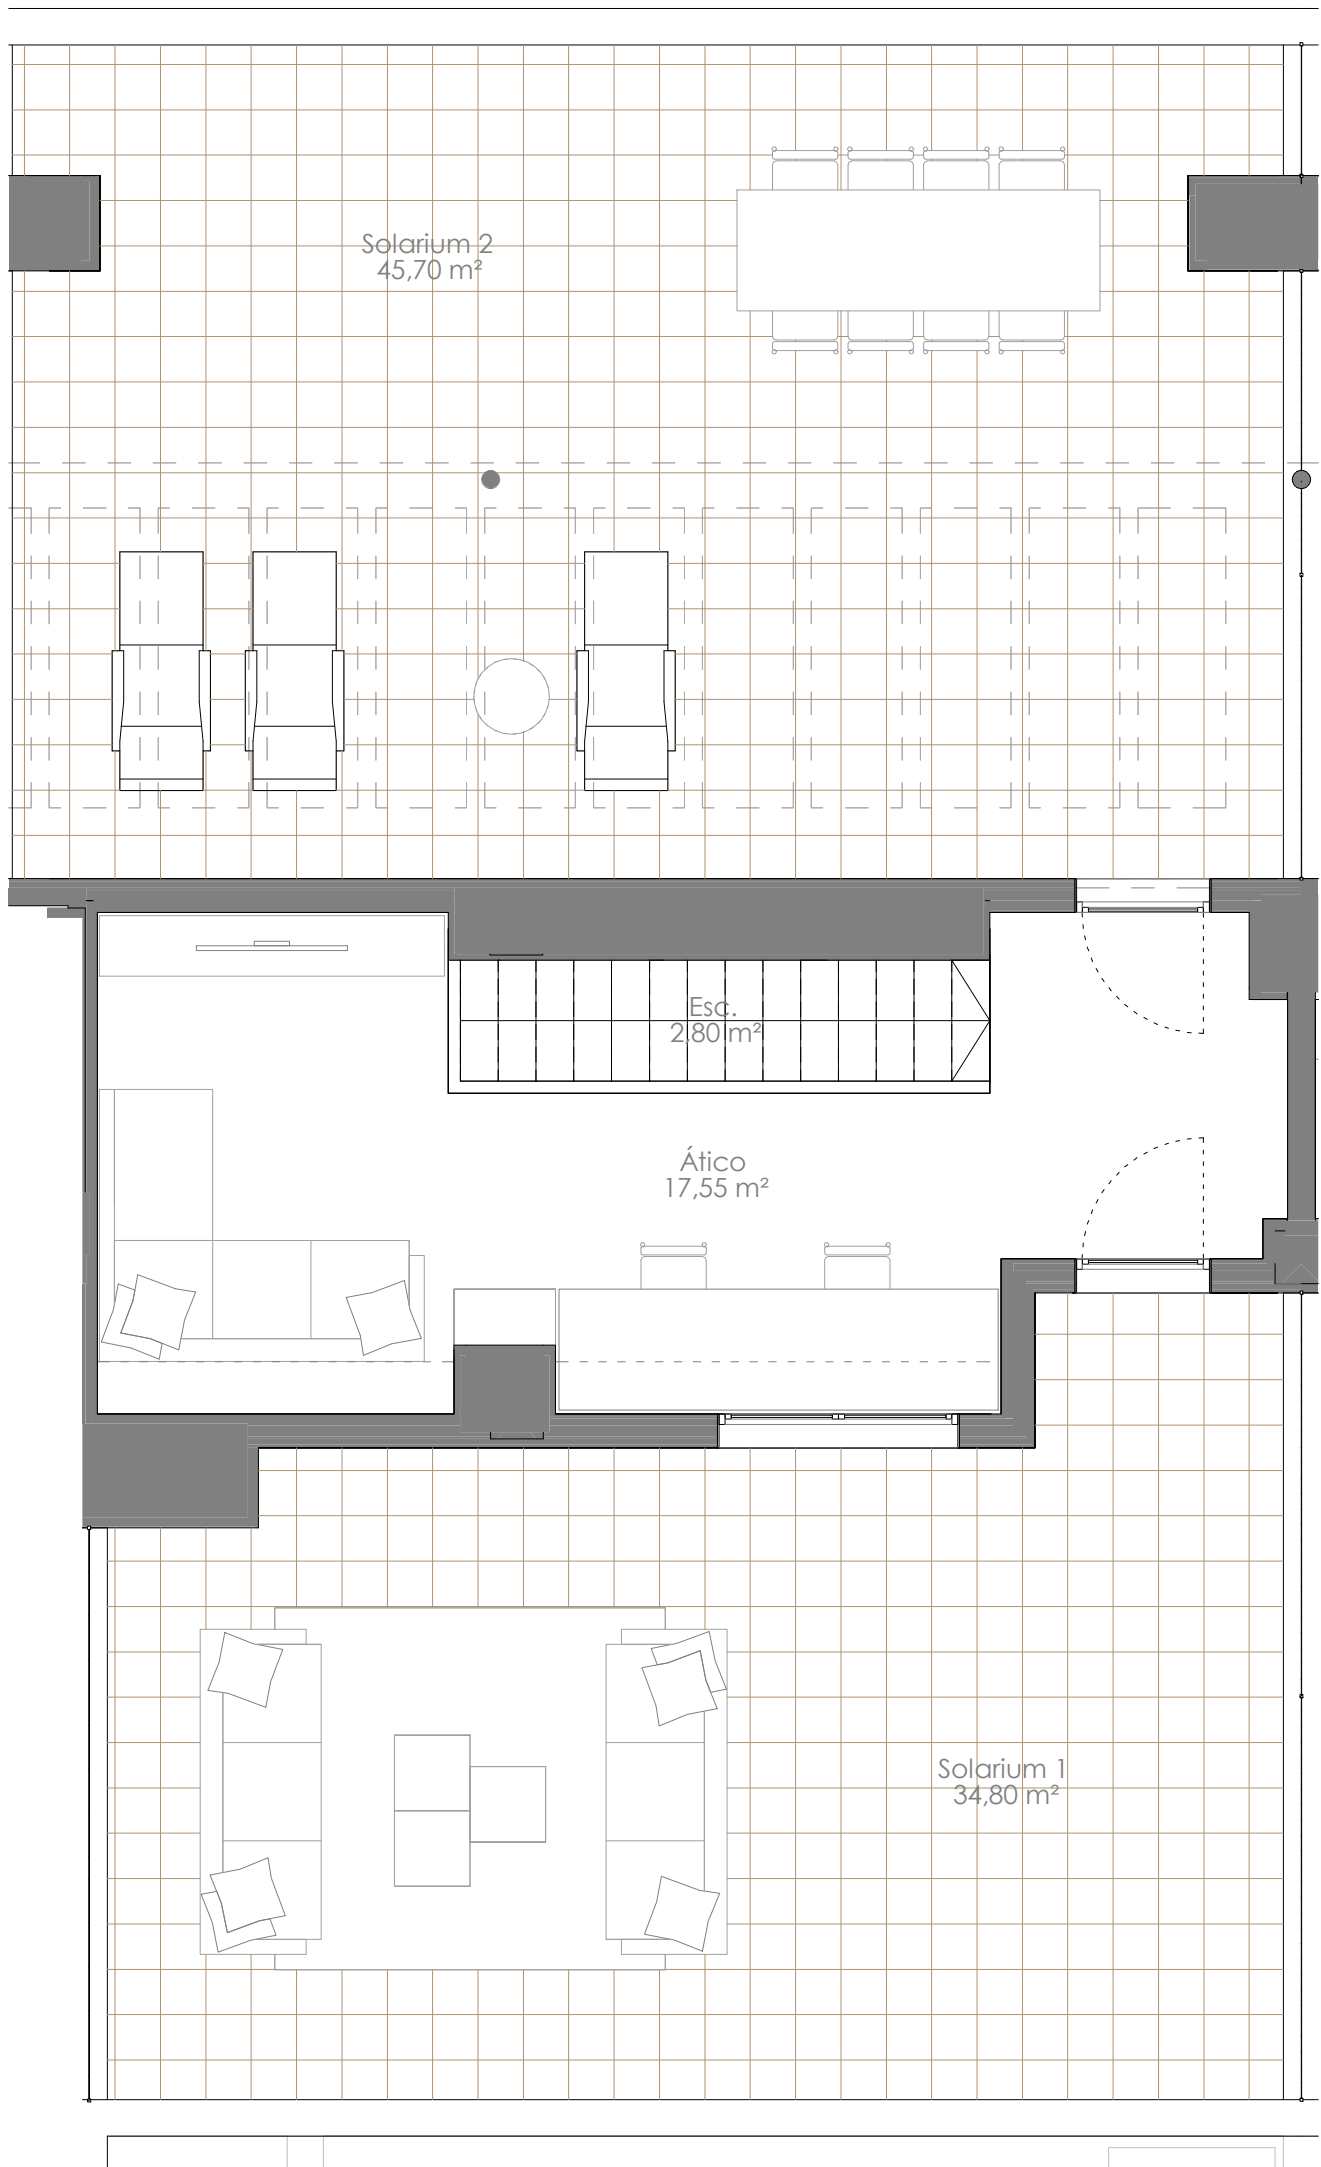 Solarium 2
45,70 m²
Esc.
2,80 m²
Ático
17,55 m²
Solarium 1
34,80 m²